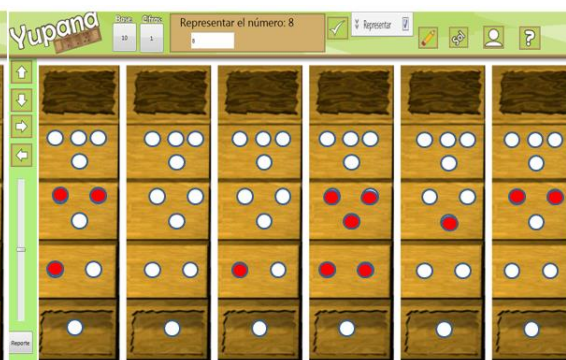 Yupana
Base
10
Cifras
1
Representar el número: 8
8
Representar
?
Reporte